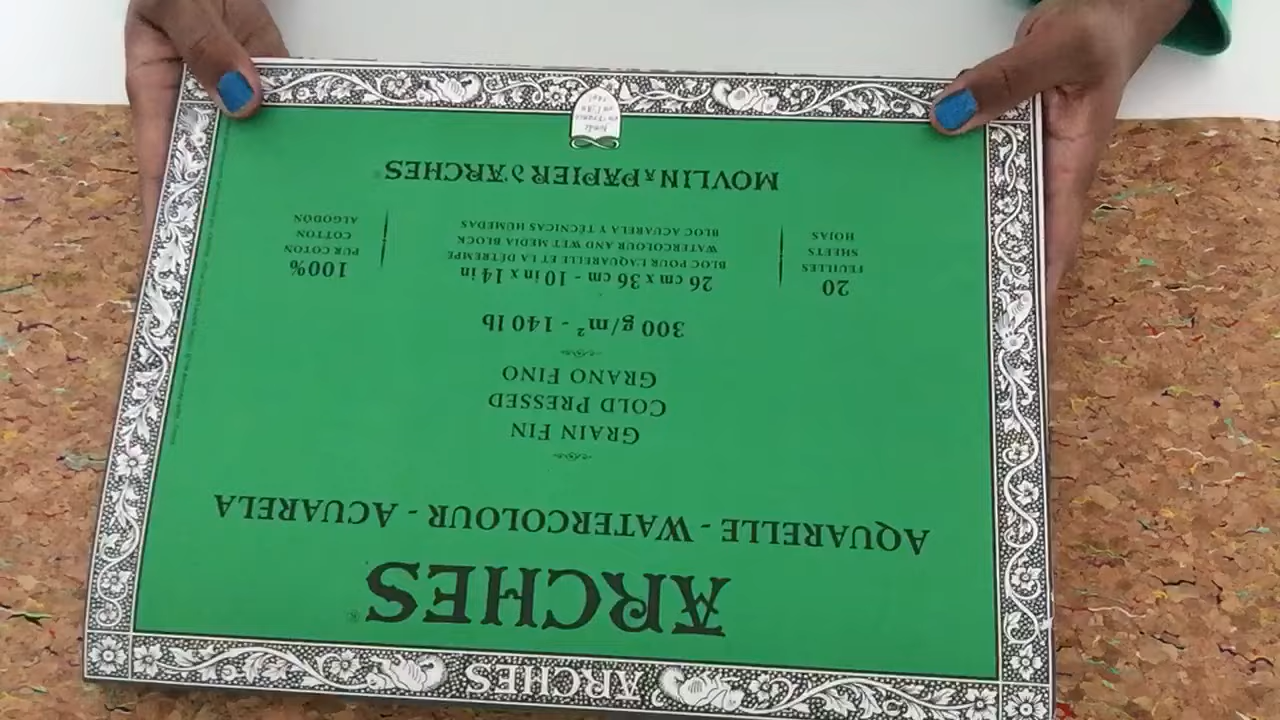 ARCHES
ARCHES®
AQUARELLE - WATERCOLOUR - ACUARELA
GRAIN FIN
COLD PRESSED
GRANO FINO
300 g/m² - 140 lb
20
FEUILLES
SHEETS
HOJAS
26 cm x 36 cm - 10 in x 14 in
BLOC POUR L'AQUARELLE ET LA DÉTREMPE
WATERCOLOUR AND WET MEDIA BLOCK
BLOC ACUARELA Y TÉCNICAS HÚMEDAS
100%
PUR COTON
COTTON
ALGODÓN
MOVLIN A PAPIER D'ARCHES®